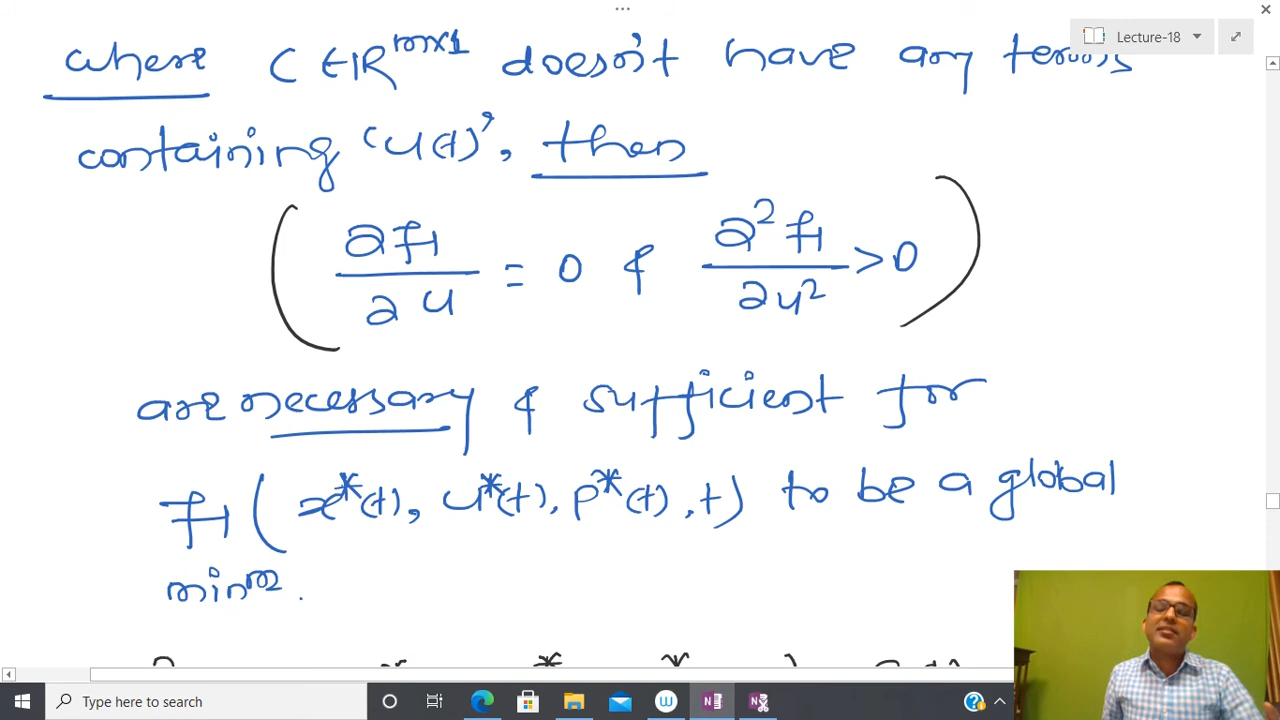 Lecture-18
where C ∈ ℝ^{m×1} doesn't have any terms
containing 'u(t)', then
( ∂ℋ/∂u = 0 & ∂²ℋ/∂u² > 0 )
are necessary & sufficient for
ℋ( x*(t), u*(t), p*(t), t) to be a global
minᵐ.
Type here to search